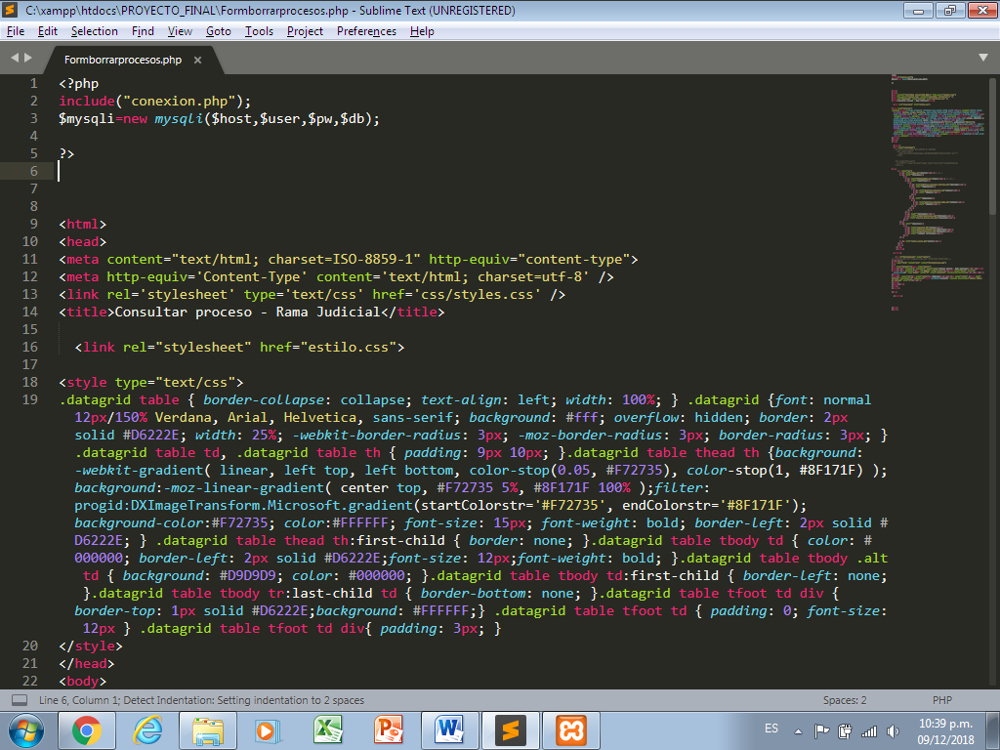 C:\xampp\htdocs\PROYECTO_FINAL\Formborrarprocesos.php - Sublime Text (UNREGISTERED)
File Edit Selection Find View Goto Tools Project Preferences Help
Formborrarprocesos.php ×
1 <?php
2 include("conexion.php");
3 $mysqli=new mysqli($host,$user,$pw,$db);
4
5 ?>
6
7
8
9 <html>
10 <head>
11 <meta content="text/html; charset=ISO-8859-1" http-equiv="content-type">
12 <meta http-equiv='Content-Type' content='text/html; charset=utf-8' />
13 <link rel='stylesheet' type='text/css' href='css/styles.css' />
14 <title>Consultar proceso - Rama Judicial</title>
15
16 <link rel="stylesheet" href="estilo.css">
17
18 <style type="text/css">
19 .datagrid table { border-collapse: collapse; text-align: left; width: 100%; } .datagrid {font: normal
12px/150% Verdana, Arial, Helvetica, sans-serif; background: #fff; overflow: hidden; border: 2px
solid #D6222E; width: 25%; -webkit-border-radius: 3px; -moz-border-radius: 3px; border-radius: 3px; }
.datagrid table td, .datagrid table th { padding: 9px 10px; }.datagrid table thead th {background:
-webkit-gradient( linear, left top, left bottom, color-stop(0.05, #F72735), color-stop(1, #8F171F) );
background:-moz-linear-gradient( center top, #F72735 5%, #8F171F 100% );filter:
progid:DXImageTransform.Microsoft.gradient(startColorstr='#F72735', endColorstr='#8F171F');
background-color:#F72735; color:#FFFFFF; font-size: 15px; font-weight: bold; border-left: 2px solid #
D6222E; } .datagrid table thead th:first-child { border: none; }.datagrid table tbody td { color: #
000000; border-left: 2px solid #D6222E;font-size: 12px;font-weight: bold; }.datagrid table tbody .alt
td { background: #D9D9D9; color: #000000; }.datagrid table tbody td:first-child { border-left: none;
}.datagrid table tbody tr:last-child td { border-bottom: none; }.datagrid table tfoot td div {
border-top: 1px solid #D6222E;background: #FFFFFF;} .datagrid table tfoot td { padding: 0; font-size:
12px } .datagrid table tfoot td div{ padding: 3px; }
20 </style>
21 </head>
22 <body>
Line 6, Column 1; Detect Indentation: Setting indentation to 2 spaces Spaces: 2 PHP
ES 10:39 p.m.
09/12/2018